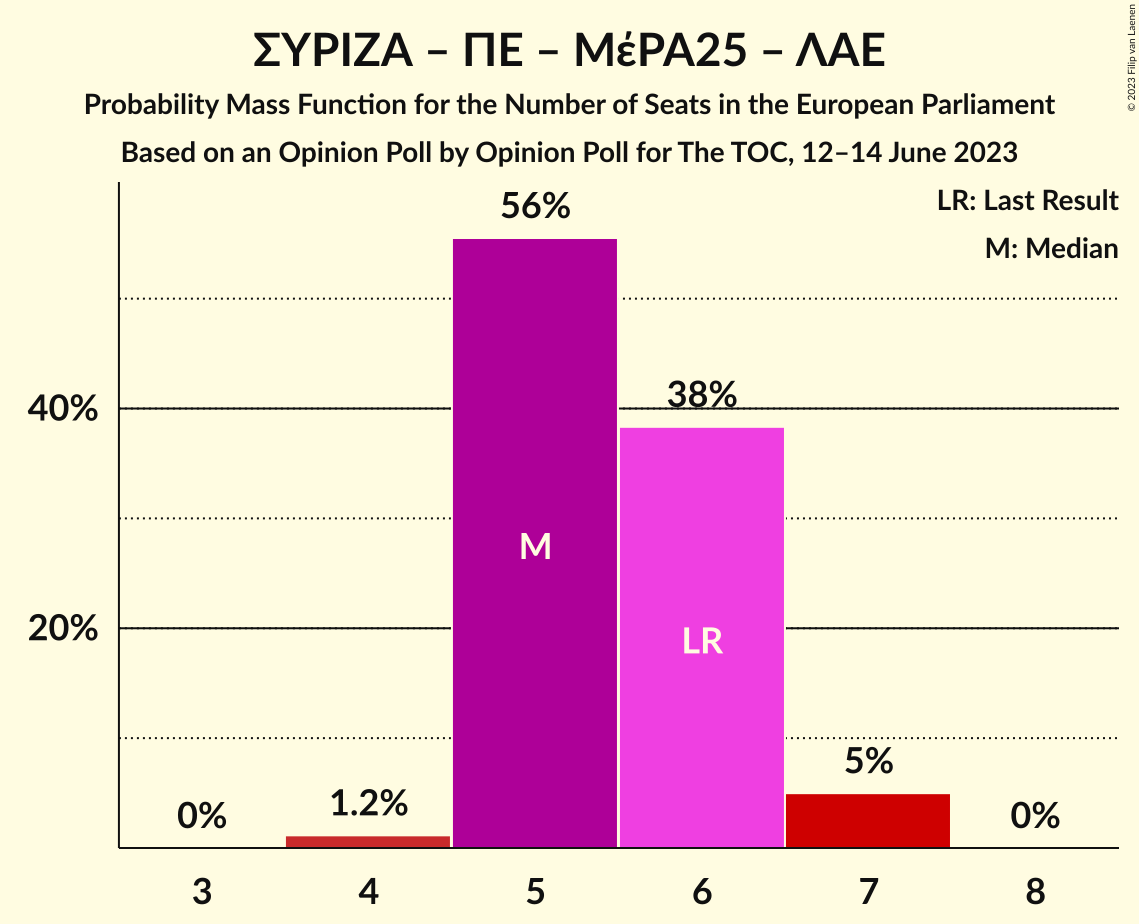 ΣΥΡΙΖΑ – ΠΕ – ΜέΡΑ25 – ΛΑΕ
Probability Mass Function for the Number of Seats in the European Parliament
Based on an Opinion Poll by Opinion Poll for The TOC, 12–14 June 2023
© 2023 Filip van Laenen
LR: Last Result
M: Median
56%
38%
40%
M
LR
20%
5%
1.2%
0%
0%
3 4 5 6 7 8